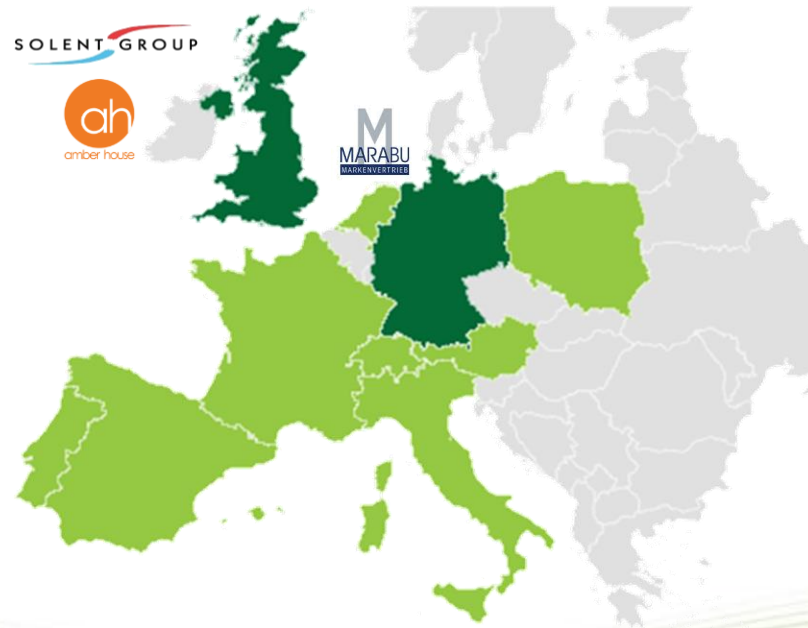 SOLENT GROUP
ah
amber house
M
MARABU
MARKENVERTRIEB